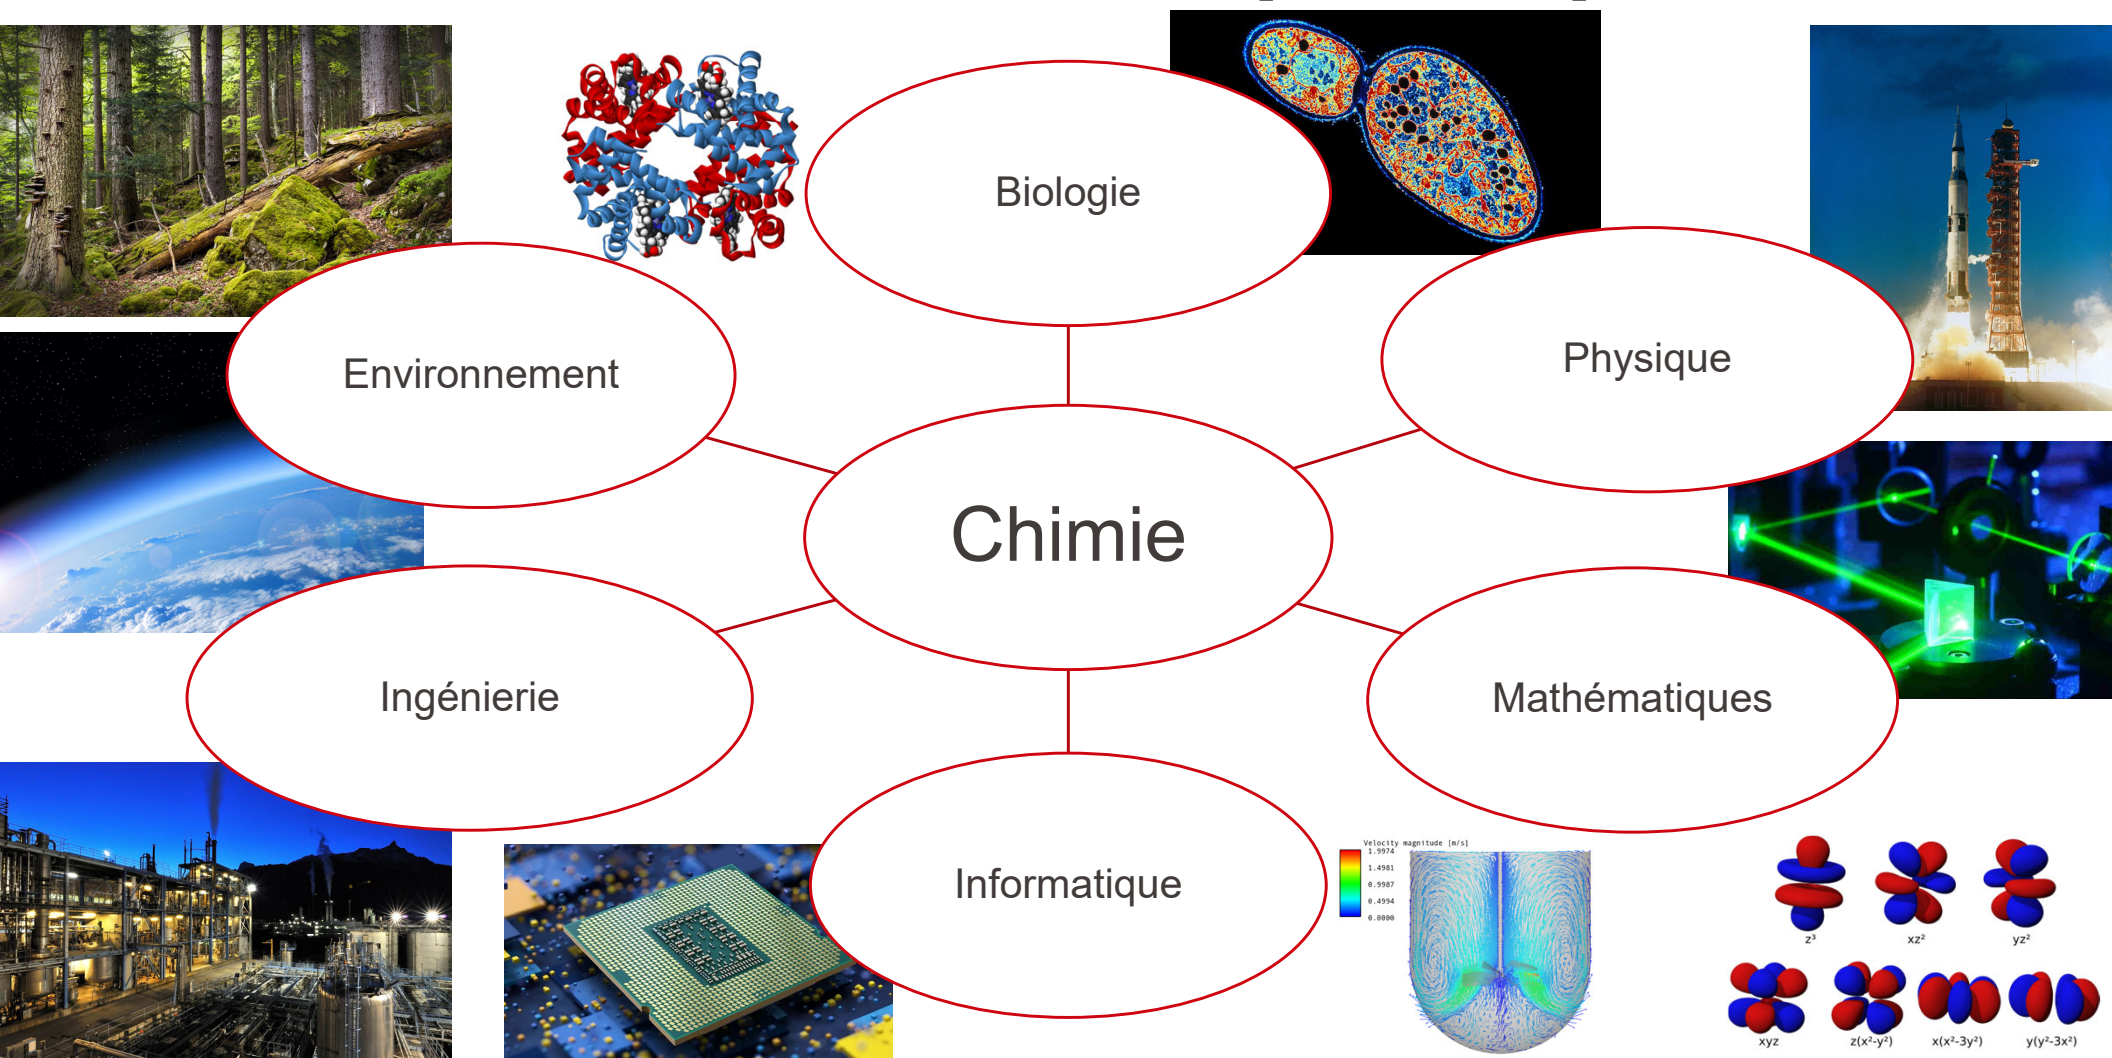 Biologie
Environnement
Physique
Chimie
Ingénierie
Mathématiques
Informatique
Velocity magnitude [m/s]
1.9974
1.4981
0.9987
0.4994
0.0000
z³
xz²
yz²
xyz
z(x²-y²)
x(x²-3y²)
y(y²-3x²)